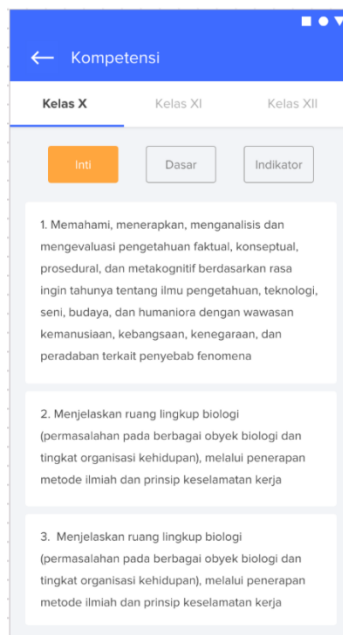 Kompetensi
Kelas X Kelas XI Kelas XII
Inti Dasar Indikator
1. Memahami, menerapkan, menganalisis dan
mengevaluasi pengetahuan faktual, konseptual,
prosedural, dan metakognitif berdasarkan rasa
ingin tahunya tentang ilmu pengetahuan, teknologi,
seni, budaya, dan humaniora dengan wawasan
kemanusiaan, kebangsaan, kenegaraan, dan
peradaban terkait penyebab fenomena
2. Menjelaskan ruang lingkup biologi
(permasalahan pada berbagai obyek biologi dan
tingkat organisasi kehidupan), melalui penerapan
metode ilmiah dan prinsip keselamatan kerja
3. Menjelaskan ruang lingkup biologi
(permasalahan pada berbagai obyek biologi dan
tingkat organisasi kehidupan), melalui penerapan
metode ilmiah dan prinsip keselamatan kerja